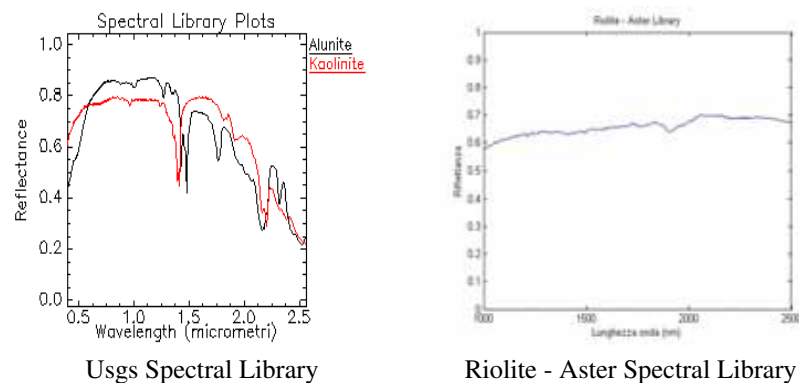 Spectral Library Plots
Alunite
Kaolinite
1.0
0.8
0.6
0.4
0.2
0.0
Reflectance
0.5 1.0 1.5 2.0 2.5
Wavelength (micrometri)
Usgs Spectral Library
Riolite - Aster Library
1
0.9
0.8
0.7
0.6
0.5
0.4
0.3
0.2
0.1
0
1000 1500 2000 2500
Lunghezza onda (nm)
Riolite - Aster Spectral Library